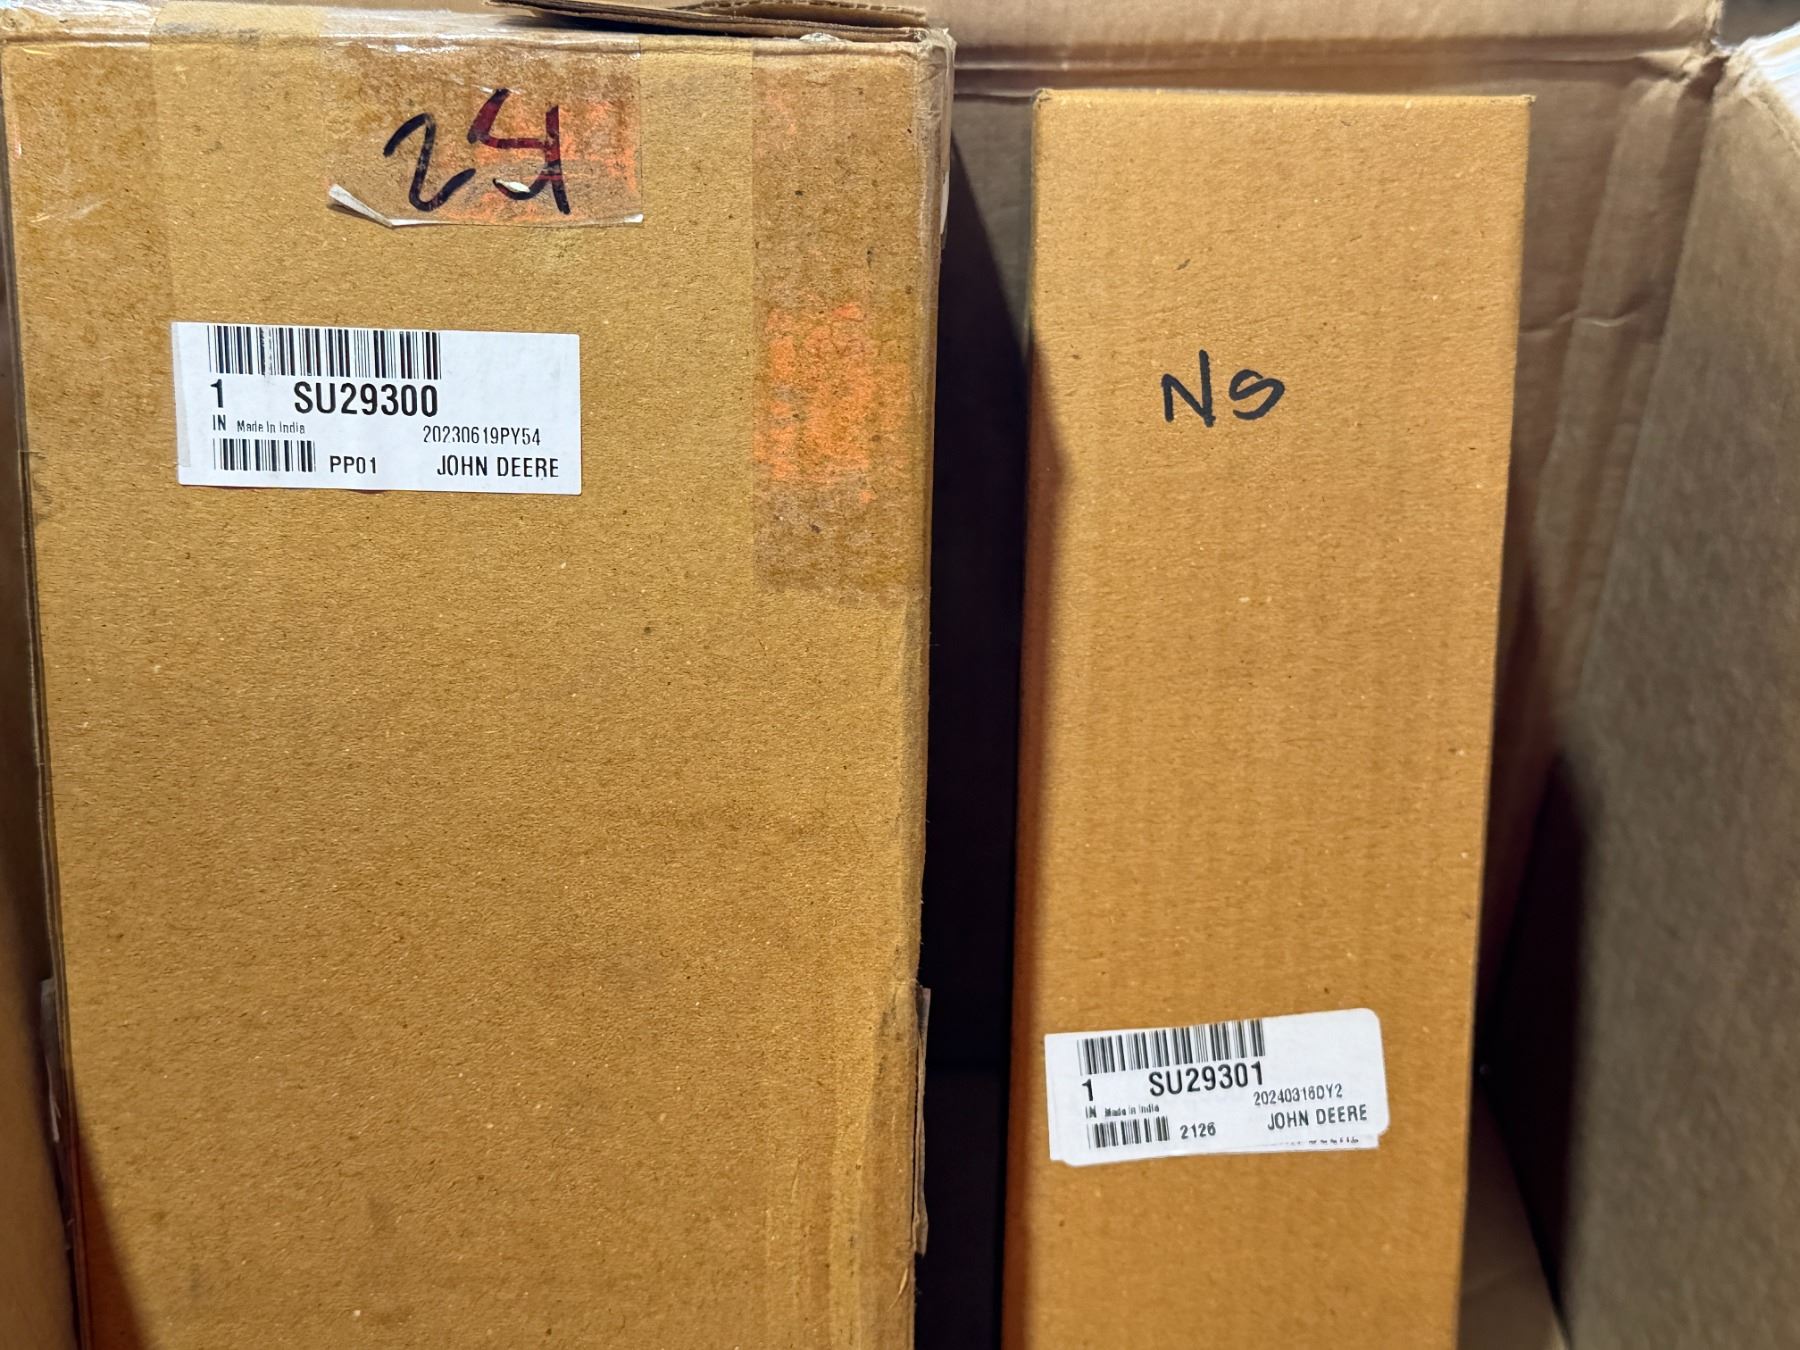 24
1 SU29300
IN Made In India
20230619PY54
PP01 JOHN DEERE
NS
1 SU29301
IN Made In India
20240316DY2
2126 JOHN DEERE